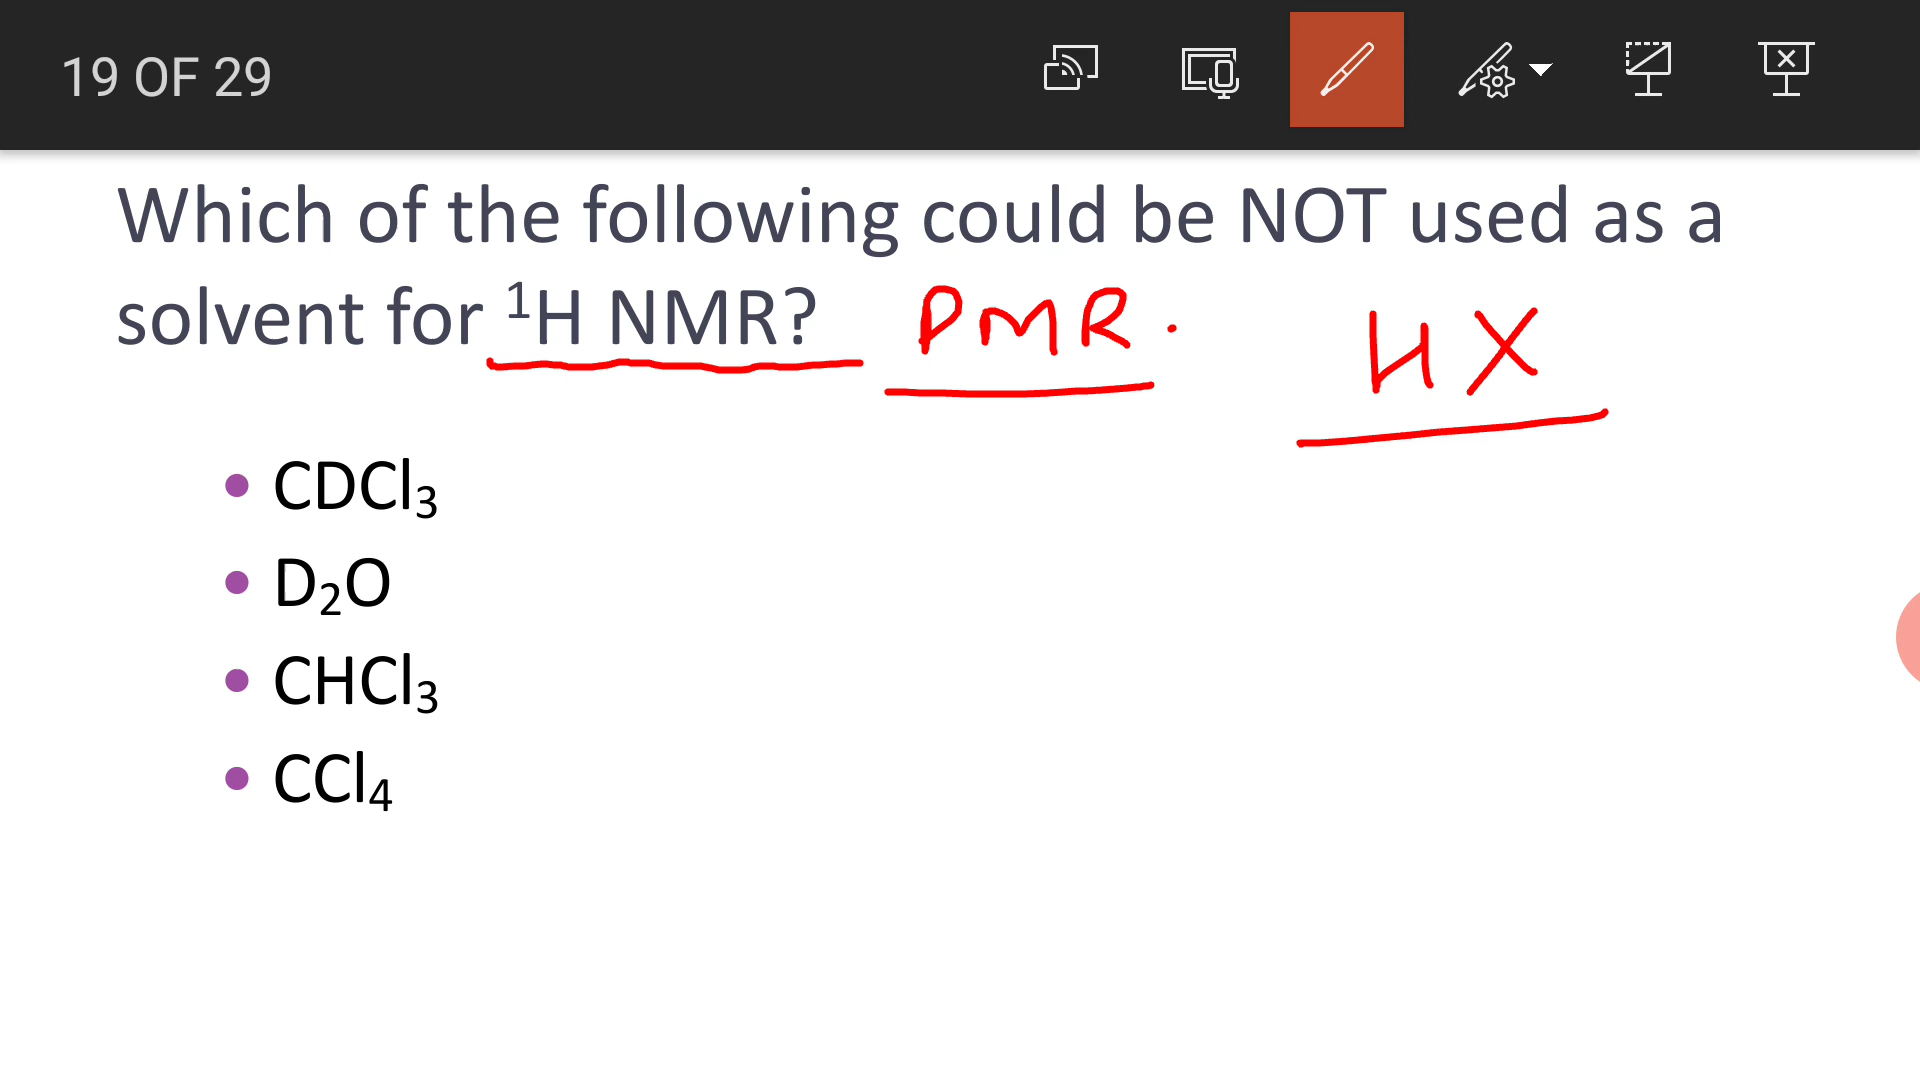 19 OF 29
Which of the following could be NOT used as a
solvent for ¹H NMR? PMR. H X
• CDCl₃
• D₂O
• CHCl₃
• CCl₄